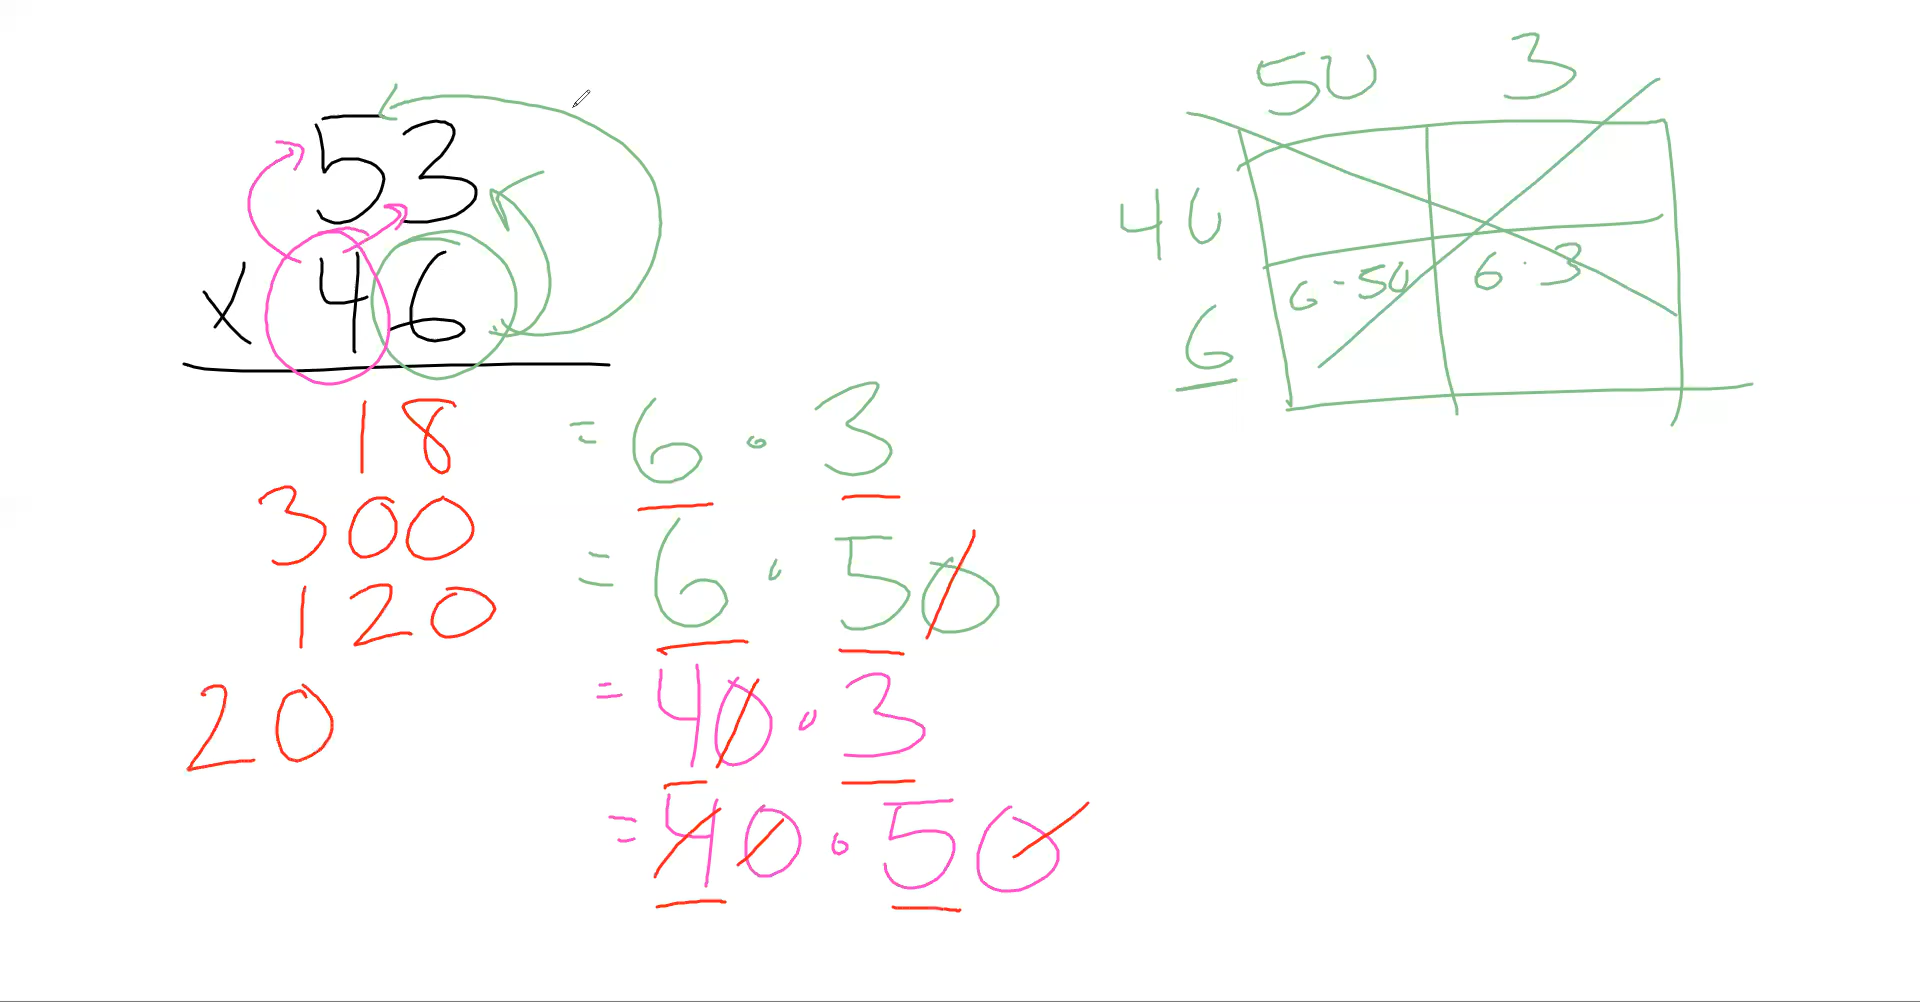 53
x 46
18 = 6 · 3
300 = 6 · 50
120 = 40 · 3
20 = 40 · 50
50 3
40
6 6 · 50 6 · 3